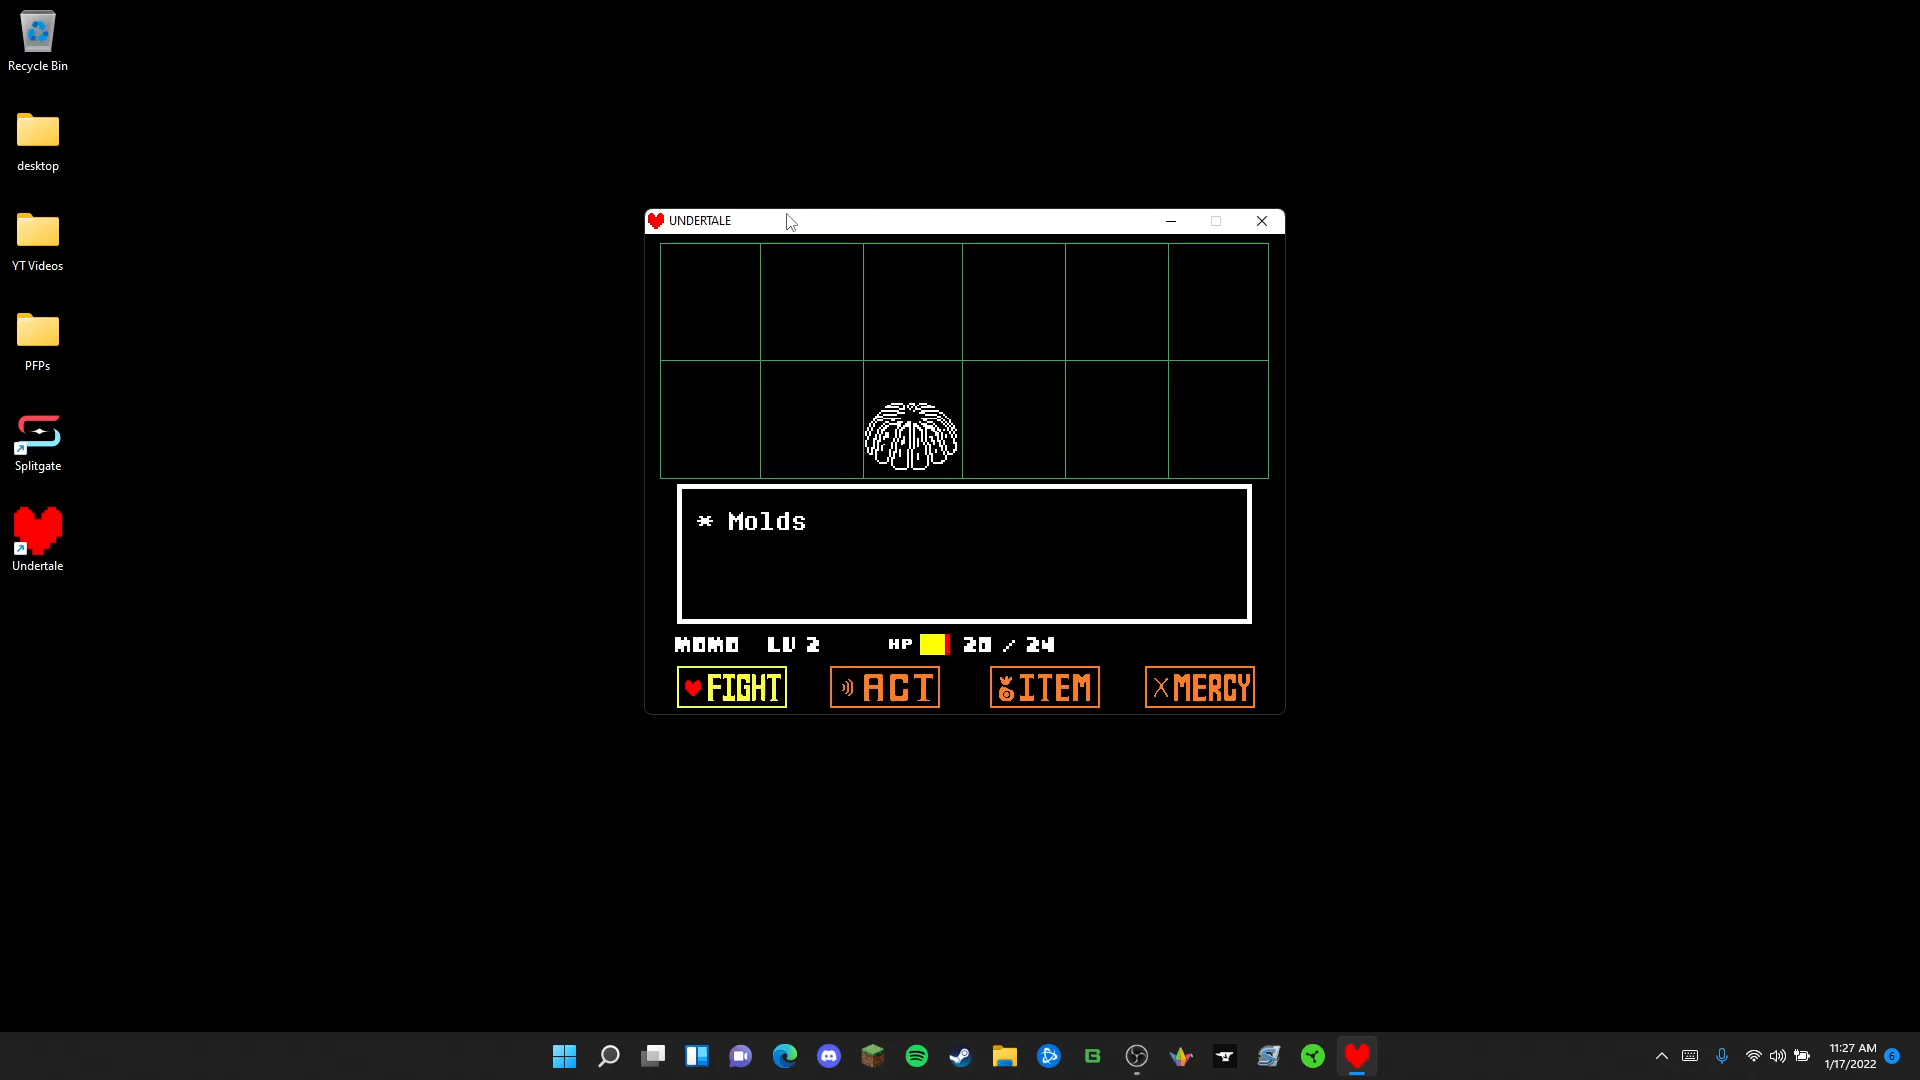 Recycle Bin
desktop
YT Videos
PFPs
Splitgate
Undertale
UNDERTALE
* Molds
MOMO LV 2 HP 20 / 24
FIGHT ACT ITEM MERCY
11:27 AM
1/17/2022
6